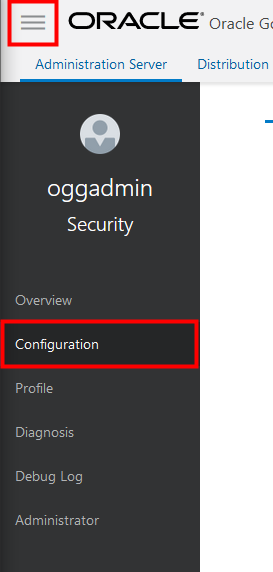 ORACLE® Oracle Go
Administration Server Distribution
oggadmin
Security
Overview
Configuration
Profile
Diagnosis
Debug Log
Administrator